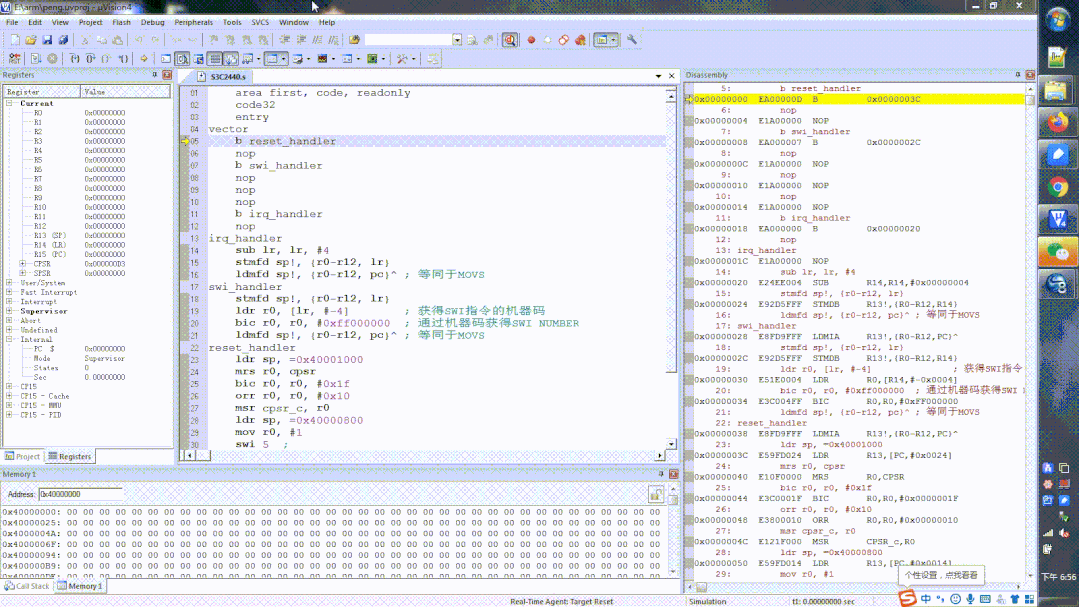 E:\arm\peng.uvproj - µVision4
File Edit View Project Flash Debug Peripherals Tools SVCS Window Help
Registers
Register Value
Current
R0 0x00000000
R1 0x00000000
R2 0x00000000
R3 0x00000000
R4 0x00000000
R5 0x00000000
R6 0x00000000
R7 0x00000000
R8 0x00000000
R9 0x00000000
R10 0x00000000
R11 0x00000000
R12 0x00000000
R13 (SP) 0x00000000
R14 (LR) 0x00000000
R15 (PC) 0x00000000
CPSR 0x000000D3
SPSR 0x00000000
User/System
Fast Interrupt
Interrupt
Supervisor
Abort
Undefined
Internal
PC $ 0x00000000
Mode Supervisor
States 0
Sec 0.00000000
CP15
CP15 - Cache
CP15 - MMU
CP15 - PID
Project Registers
S3C2440.s
01 area first, code, readonly
02 code32
03 entry
04 vector
05 b reset_handler
06 nop
07 b swi_handler
08 nop
09 nop
10 nop
11 b irq_handler
12 nop
13 irq_handler
14 sub lr, lr, #4
15 stmfd sp!, {r0-r12, lr}
16 ldmfd sp!, {r0-r12, pc}^ ; 等同于MOVS
17 swi_handler
18 stmfd sp!, {r0-r12, lr}
19 ldr r0, [lr, #-4] ; 获得SWI指令的机器码
20 bic r0, r0, #0xff000000 ; 通过机器码获得SWI NUMBER
21 ldmfd sp!, {r0-r12, pc}^ ; 等同于MOVS
22 reset_handler
23 ldr sp, =0x40001000
24 mrs r0, cpsr
25 bic r0, r0, #0x1f
26 orr r0, r0, #0x10
27 msr cpsr_c, r0
28 ldr sp, =0x40000800
29 mov r0, #1
30 swi 5 ;
Disassembly
5: b reset_handler
0x00000000 EA00000D B 0x0000003C
6: nop
0x00000004 E1A00000 NOP
7: b swi_handler
0x00000008 EA000007 B 0x0000002C
8: nop
0x0000000C E1A00000 NOP
9: nop
0x00000010 E1A00000 NOP
10: nop
0x00000014 E1A00000 NOP
11: b irq_handler
0x00000018 EA000000 B 0x00000020
12: nop
13: irq_handler
0x0000001C E1A00000 NOP
14: sub lr, lr, #4
0x00000020 E24EE004 SUB R14,R14,#0x00000004
15: stmfd sp!, {r0-r12, lr}
0x00000024 E92D5FFF STMDB R13!,{R0-R12,R14}
16: ldmfd sp!, {r0-r12, pc}^ ; 等同于MOVS
17: swi_handler
0x00000028 E8FD9FFF LDMIA R13!,{R0-R12,PC}^
18: stmfd sp!, {r0-r12, lr}
0x0000002C E92D5FFF STMDB R13!,{R0-R12,R14}
19: ldr r0, [lr, #-4] ; 获得SWI指令
0x00000030 E51E0004 LDR R0,[R14,#-0x0004]
20: bic r0, r0, #0xff000000 ; 通过机器码获得SWI
0x00000034 E3C004FF BIC R0,R0,#0xFF000000
21: ldmfd sp!, {r0-r12, pc}^ ; 等同于MOVS
22: reset_handler
0x00000038 E8FD9FFF LDMIA R13!,{R0-R12,PC}^
23: ldr sp, =0x40001000
0x0000003C E59FD024 LDR R13,[PC,#0x0024]
24: mrs r0, cpsr
0x00000040 E10F0000 MRS R0,CPSR
25: bic r0, r0, #0x1f
0x00000044 E3C0001F BIC R0,R0,#0x0000001F
26: orr r0, r0, #0x10
0x00000048 E3800010 ORR R0,R0,#0x00000010
27: msr cpsr_c, r0
0x0000004C E121F000 MSR CPSR_c,R0
28: ldr sp, =0x40000800
0x00000050 E59FD014 LDR R13,[PC,#0x0014]
29: mov r0, #1
Memory 1
Address: 0x40000000
0x40000000: 00 00 00 00 00 00 00 00 00 00 00 00 00 00 00 00 00 00 00 00 00 00 00 00 00 00 00 00 00 00 00 00 00 00 00 00 00
0x40000025: 00 00 00 00 00 00 00 00 00 00 00 00 00 00 00 00 00 00 00 00 00 00 00 00 00 00 00 00 00 00 00 00 00 00 00 00 00
0x4000004A: 00 00 00 00 00 00 00 00 00 00 00 00 00 00 00 00 00 00 00 00 00 00 00 00 00 00 00 00 00 00 00 00 00 00 00 00 00
0x4000006F: 00 00 00 00 00 00 00 00 00 00 00 00 00 00 00 00 00 00 00 00 00 00 00 00 00 00 00 00 00 00 00 00 00 00 00 00 00
0x40000094: 00 00 00 00 00 00 00 00 00 00 00 00 00 00 00 00 00 00 00 00 00 00 00 00 00 00 00 00 00 00 00 00 00 00 00 00 00
0x400000B9: 00 00 00 00 00 00 00 00 00 00 00 00 00 00 00 00 00 00 00 00 00 00 00 00 00 00 00 00 00 00 00 00 00 00 00 00 00
Call Stack Memory 1
个性设置，点我看看
下午 6:56
Real-Time Agent: Target Reset Simulation t1: 0.00000000 sec
中